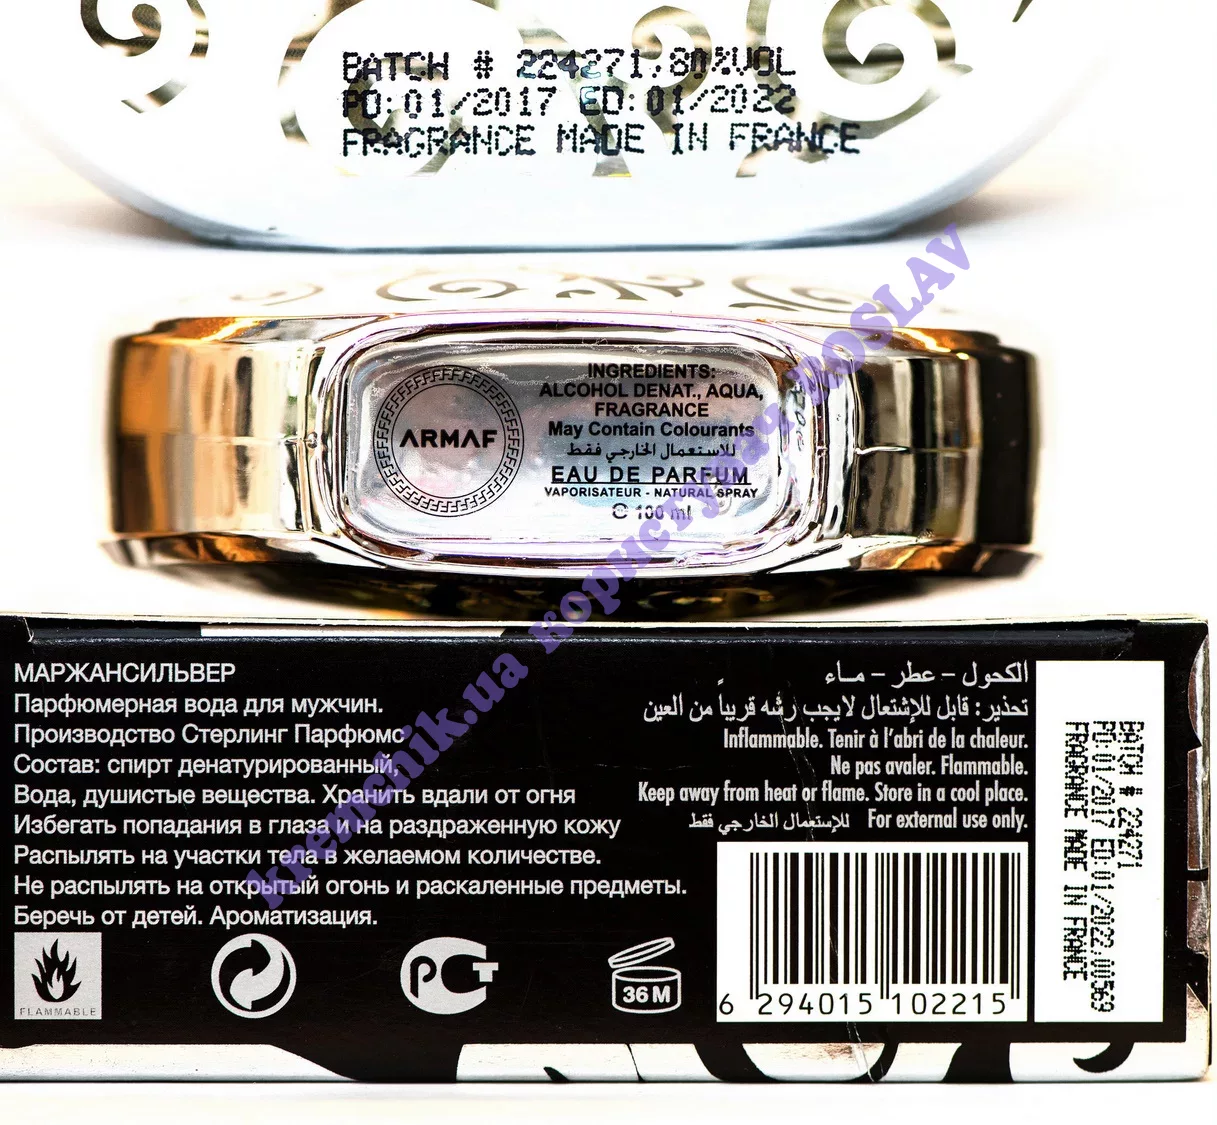 BATCH # 224271.80%VOL
PD:01/2017 ED:01/2022
FRAGRANCE MADE IN FRANCE
ARMAF
INGREDIENTS:
ALCOHOL DENAT., AQUA,
FRAGRANCE
May Contain Colourants
للاستعمال الخارجي فقط
EAU DE PARFUM
VAPORISATEUR - NATURAL SPRAY
℮ 100 ml
kremchik.ua користувач ROSLAV
МАРЖАНСИЛЬВЕР
Парфюмерная вода для мужчин.
Производство Стерлинг Парфюмс
Состав: спирт денатурированный,
Вода, душистые вещества. Хранить вдали от огня
Избегать попадания в глаза и на раздраженную кожу
Распылять на участки тела в желаемом количестве.
Не распылять на открытый огонь и раскаленные предметы.
Беречь от детей. Ароматизация.
FLAMMABLE
РСТ
36 M
الكحول - عطر - مـاء
تحذير: قابل للإشتعال لايجب رشه قريباً من العين
Inflammable. Tenir à l'abri de la chaleur.
Ne pas avaler. Flammable.
Keep away from heat or flame. Store in a cool place.
للإستعمال الخارجي فقط For external use only.
6 294015 102215
BATCH # 224271
PD:01/2017 ED:01/2022.00569
FRAGRANCE MADE IN FRANCE